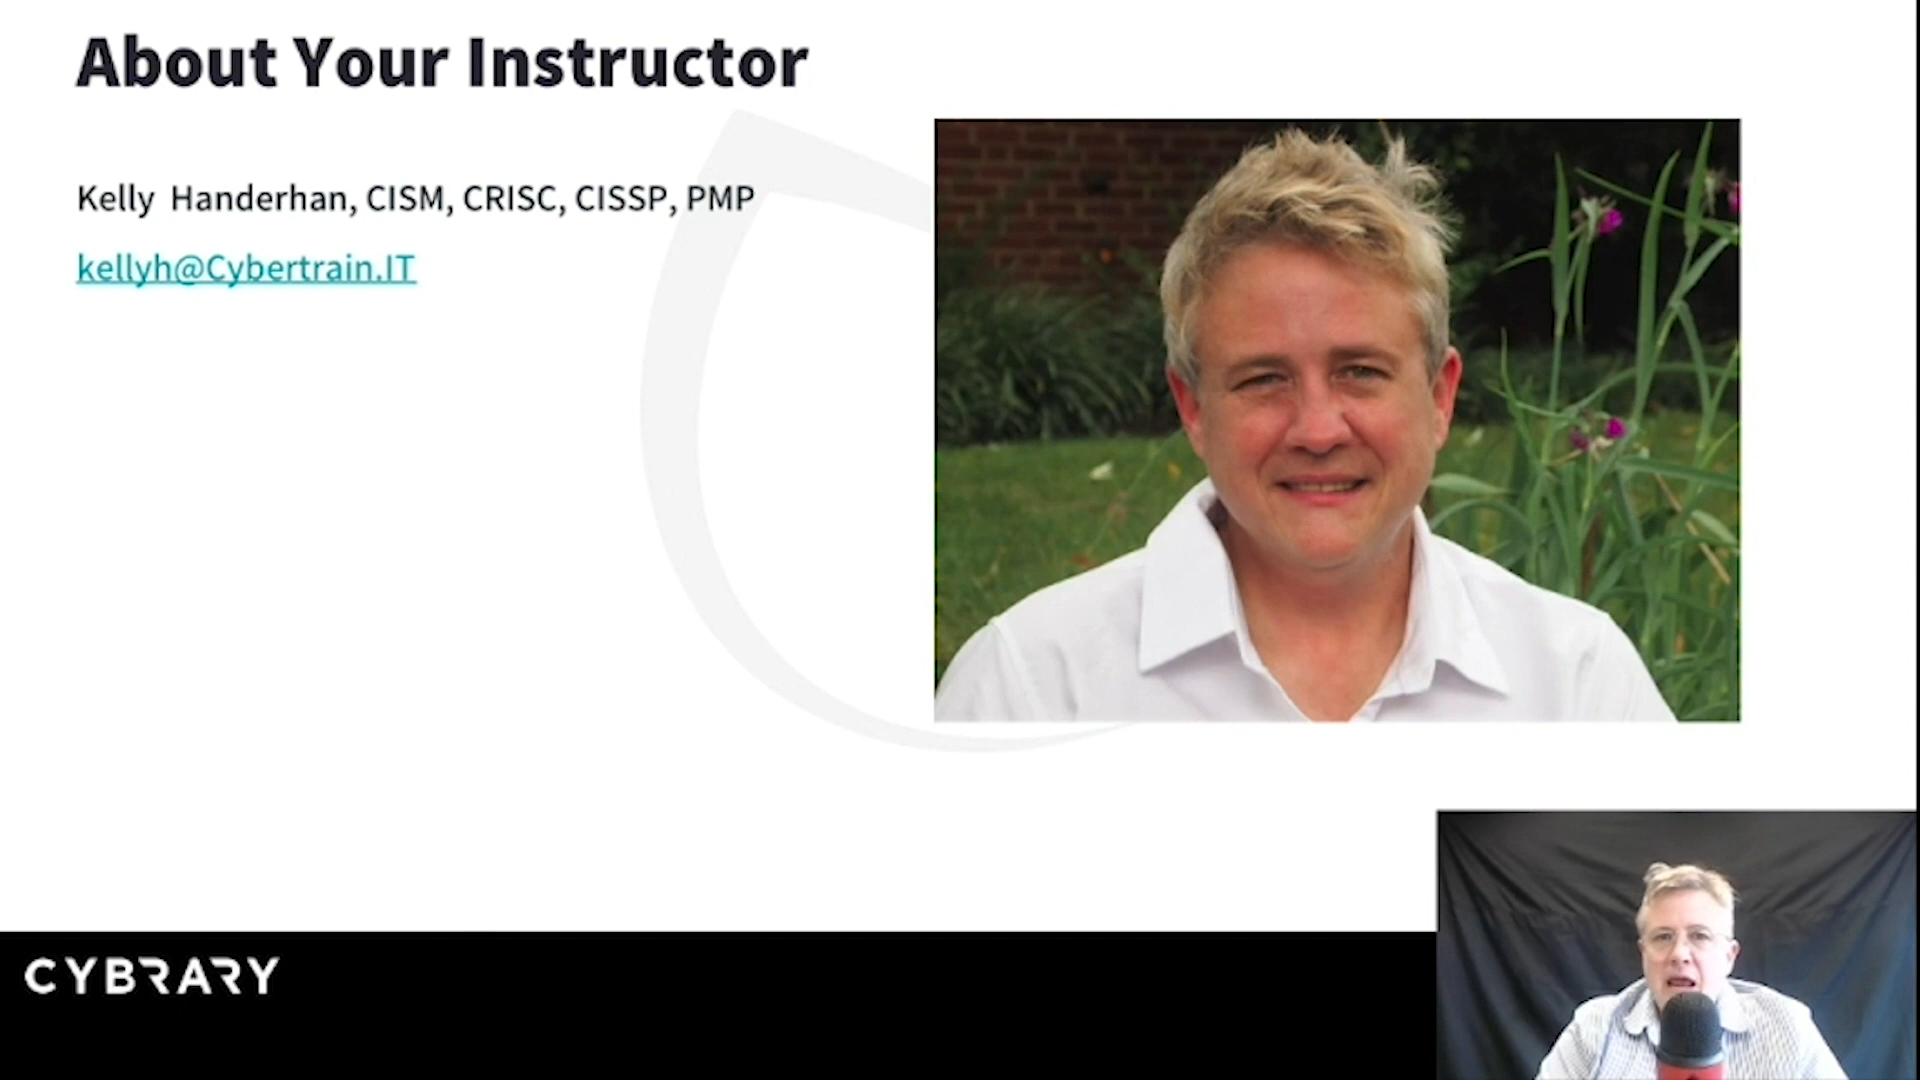 About Your Instructor
Kelly Handerhan, CISM, CRISC, CISSP, PMP
kellyh@Cybertrain.IT
CYBRARY